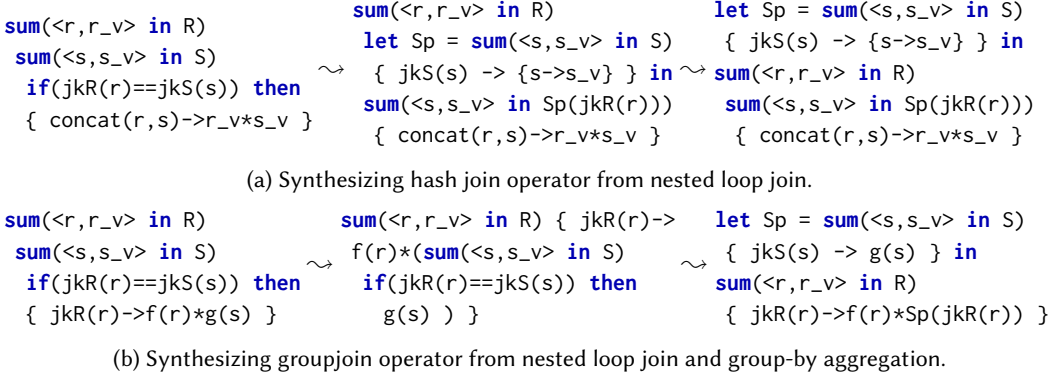 sum(<r,r_v> in R)
sum(<s,s_v> in S)
if(jkR(r)==jkS(s)) then
{ concat(r,s)->r_v*s_v }
↝
sum(<r,r_v> in R)
let Sp = sum(<s,s_v> in S)
{ jkS(s) -> {s->s_v} } in
sum(<s,s_v> in Sp(jkR(r)))
{ concat(r,s)->r_v*s_v }
↝
let Sp = sum(<s,s_v> in S)
{ jkS(s) -> {s->s_v} } in
sum(<r,r_v> in R)
sum(<s,s_v> in Sp(jkR(r)))
{ concat(r,s)->r_v*s_v }
(a) Synthesizing hash join operator from nested loop join.
sum(<r,r_v> in R)
sum(<s,s_v> in S)
if(jkR(r)==jkS(s)) then
{ jkR(r)->f(r)*g(s) }
↝
sum(<r,r_v> in R) { jkR(r)->
f(r)*(sum(<s,s_v> in S)
if(jkR(r)==jkS(s)) then
g(s) ) }
↝
let Sp = sum(<s,s_v> in S)
{ jkS(s) -> g(s) } in
sum(<r,r_v> in R)
{ jkR(r)->f(r)*Sp(jkR(r)) }
(b) Synthesizing groupjoin operator from nested loop join and group-by aggregation.